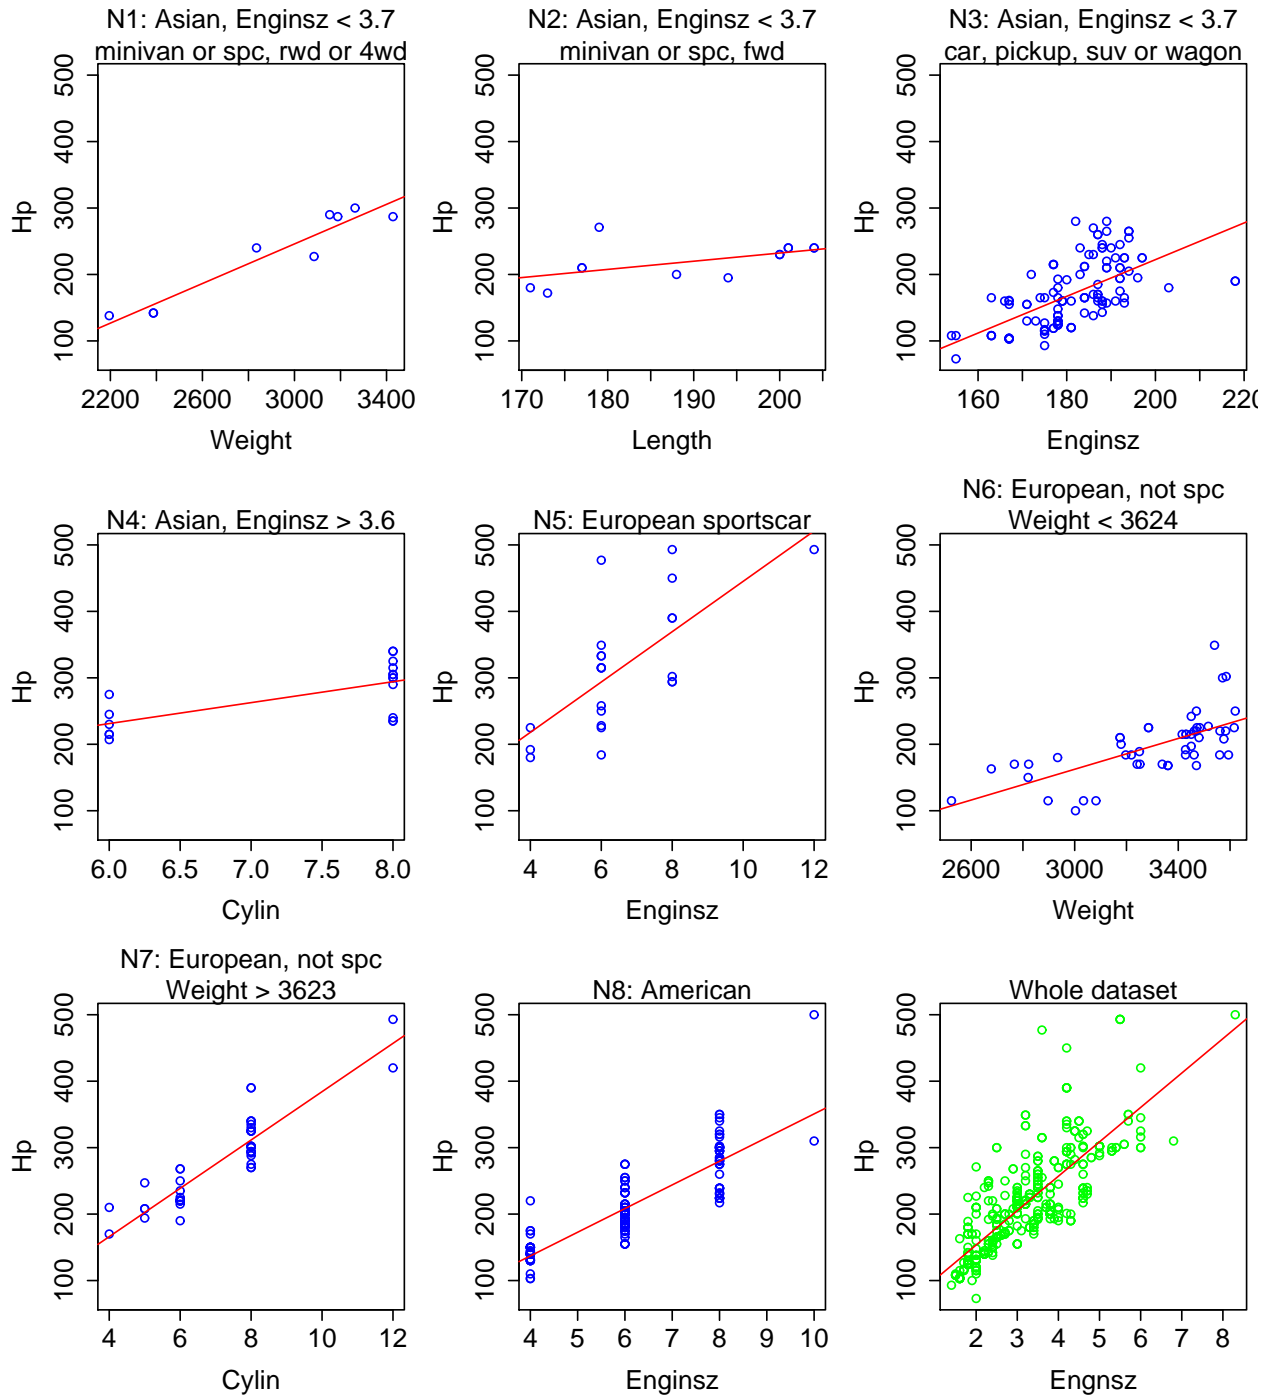 N1: Asian, Enginsz < 3.7
minivan or spc, rwd or 4wd
Hp
100 200 300 400 500
2200 2600 3000 3400
Weight
N2: Asian, Enginsz < 3.7
minivan or spc, fwd
Hp
100 200 300 400 500
170 180 190 200
Length
N3: Asian, Enginsz < 3.7
car, pickup, suv or wagon
Hp
100 200 300 400 500
160 180 200 220
Enginsz
N4: Asian, Enginsz > 3.6
Hp
100 200 300 400 500
6.0 6.5 7.0 7.5 8.0
Cylin
N5: European sportscar
Hp
100 200 300 400 500
4 6 8 10 12
Enginsz
N6: European, not spc
Weight < 3624
Hp
100 200 300 400 500
2600 3000 3400
Weight
N7: European, not spc
Weight > 3623
Hp
100 200 300 400 500
4 6 8 10 12
Cylin
N8: American
Hp
100 200 300 400 500
4 5 6 7 8 9 10
Enginsz
Whole dataset
Hp
100 200 300 400 500
2 3 4 5 6 7 8
Engnsz